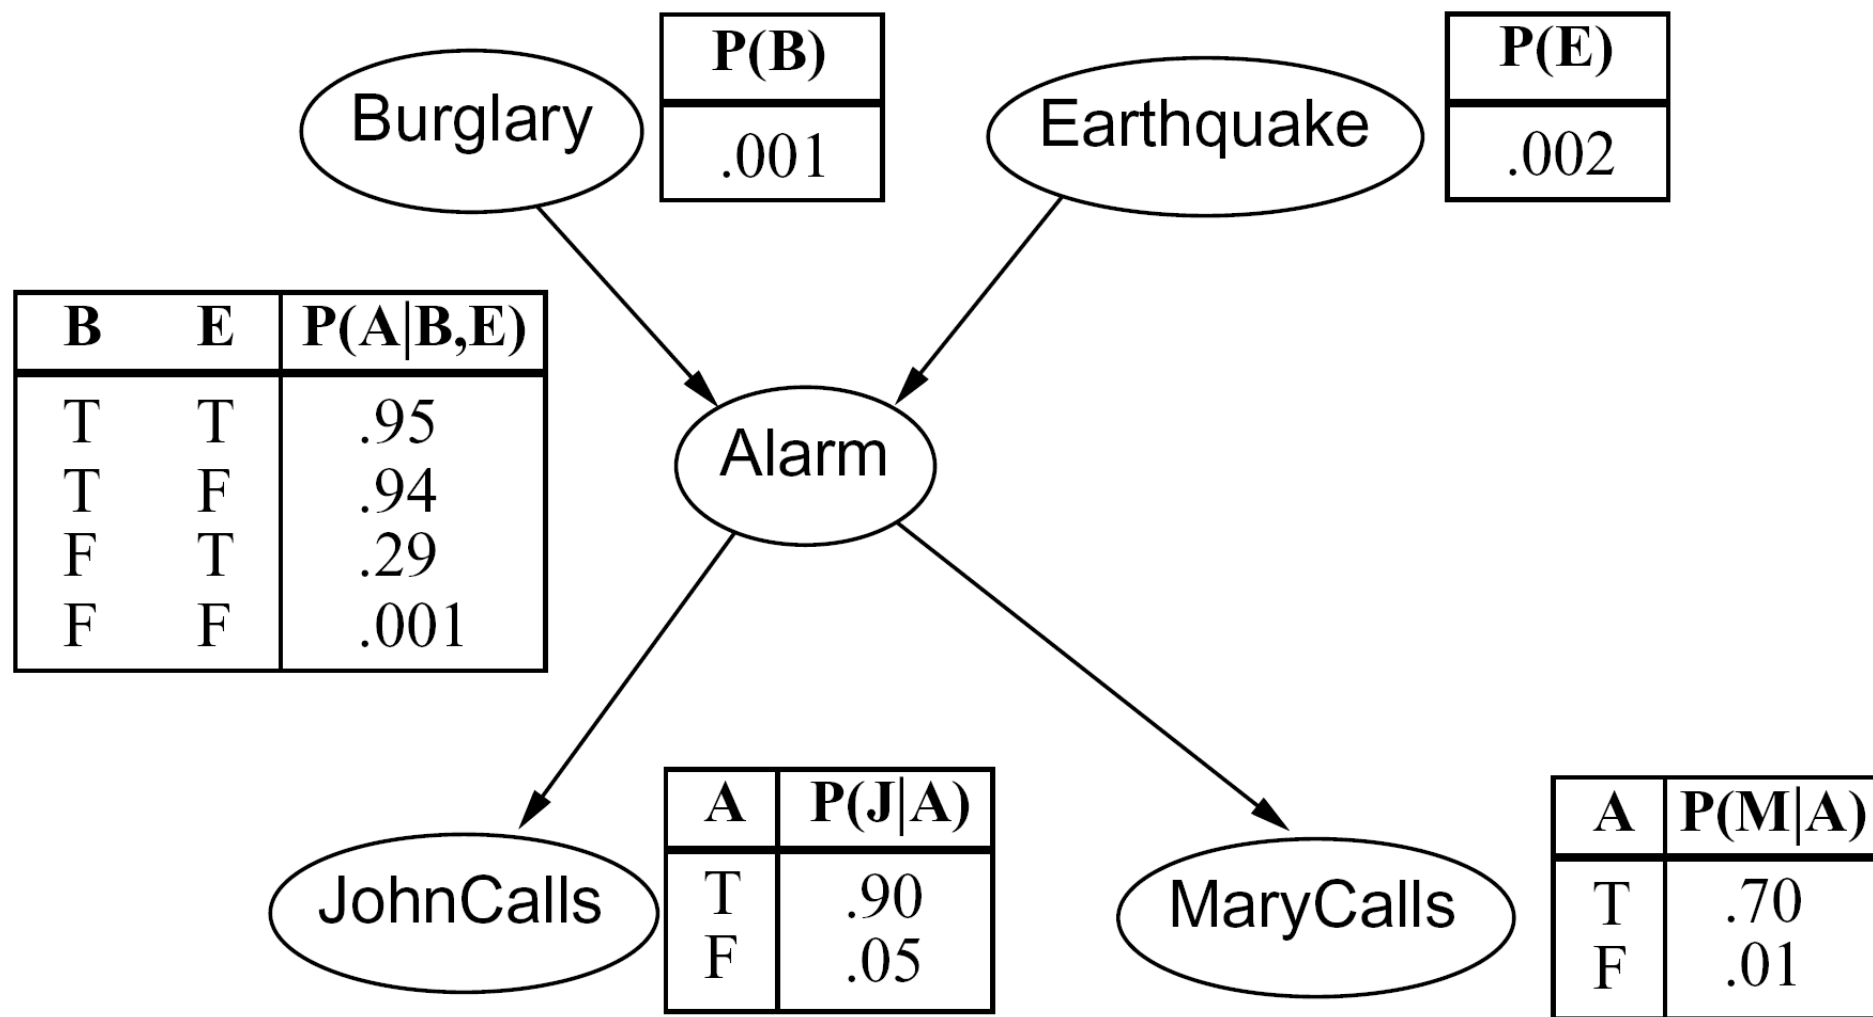 Burglary
P(B)
.001
Earthquake
P(E)
.002
B E P(A|B,E)
T T .95
T F .94
F T .29
F F .001
Alarm
JohnCalls
A P(J|A)
T .90
F .05
MaryCalls
A P(M|A)
T .70
F .01